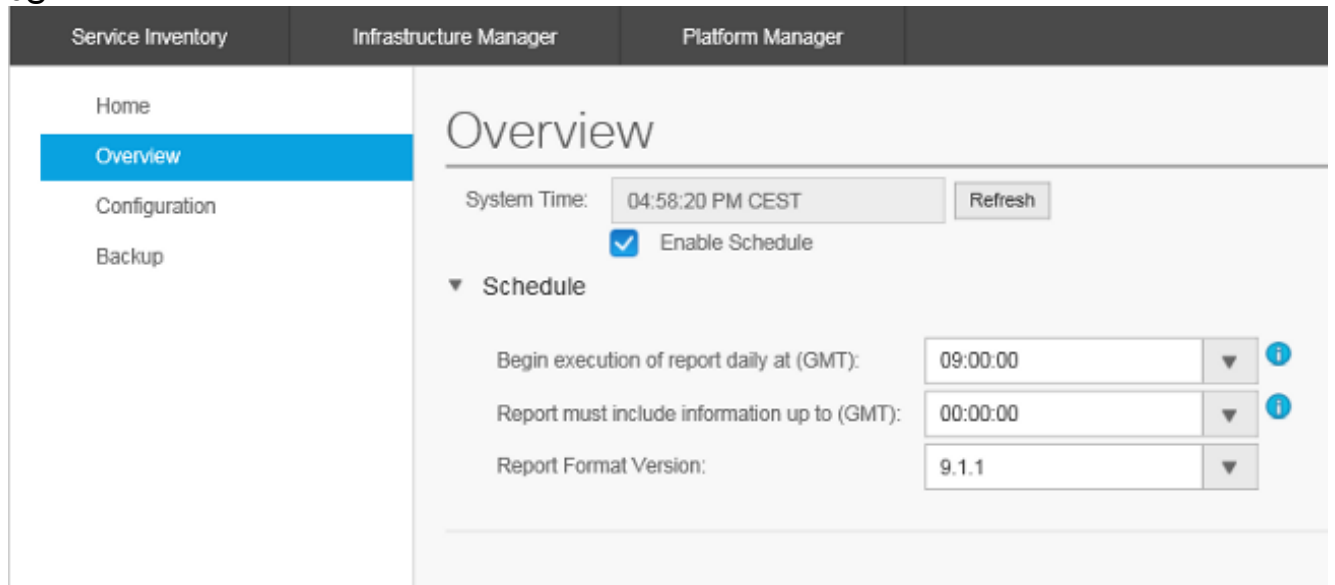 Service Inventory Infrastructure Manager Platform Manager
Home
Overview
Configuration
Backup
Overview
System Time: 04:58:20 PM CEST Refresh
Enable Schedule
Schedule
Begin execution of report daily at (GMT): 09:00:00
Report must include information up to (GMT): 00:00:00
Report Format Version: 9.1.1